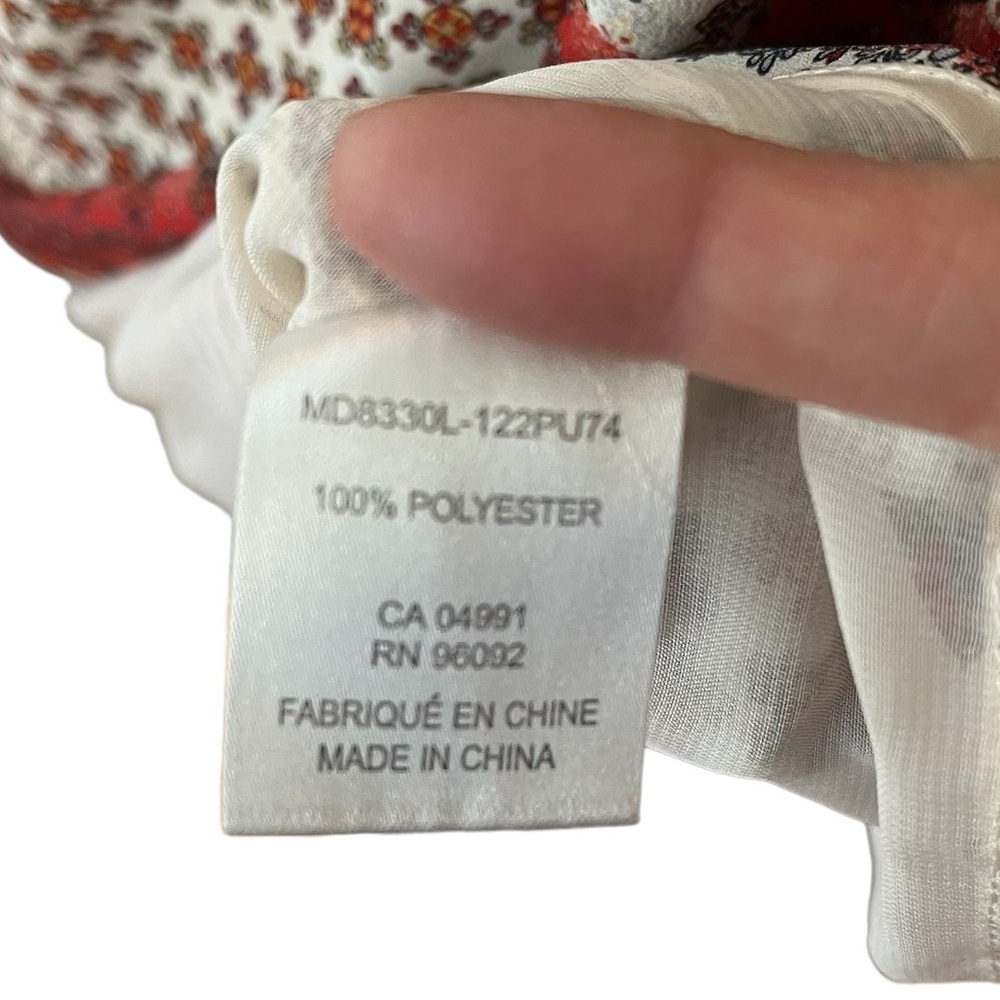 MD8330L-122PU74
100% POLYESTER
CA 04991
RN 96092
FABRIQUÉ EN CHINE
MADE IN CHINA